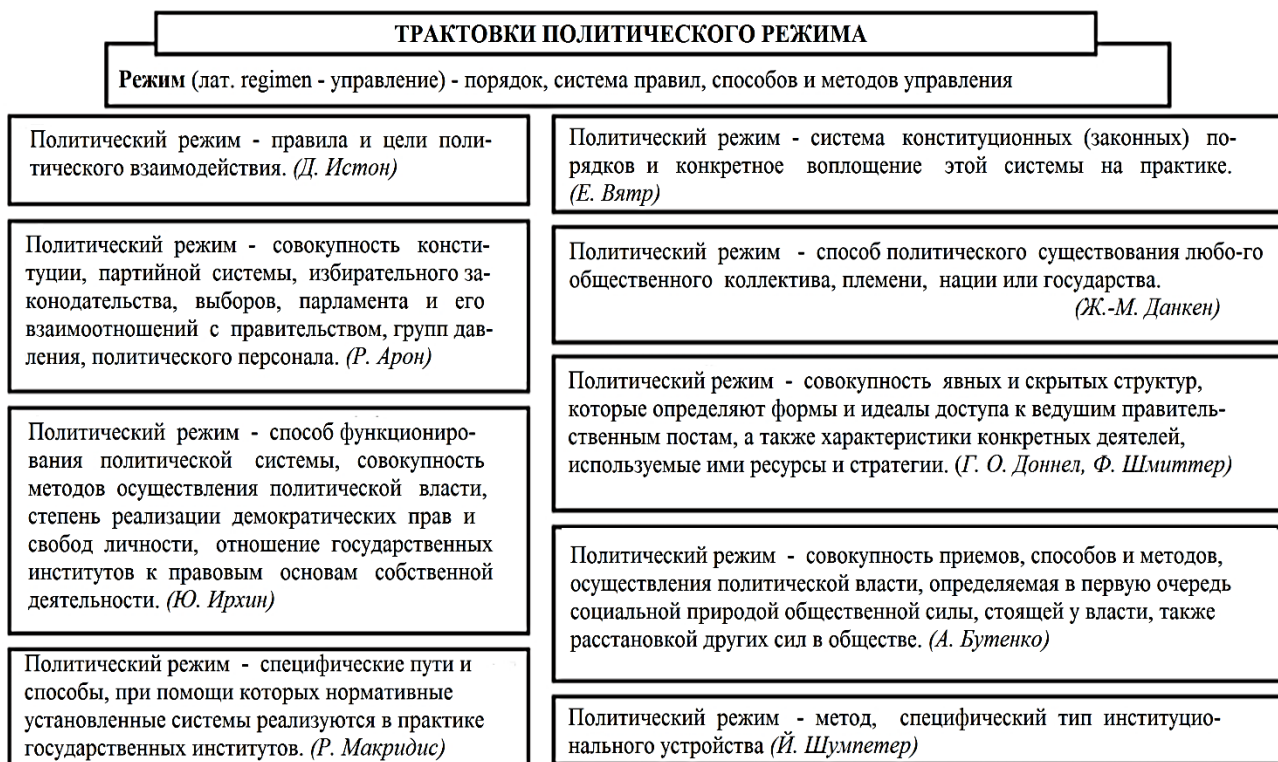 ТРАКТОВКИ ПОЛИТИЧЕСКОГО РЕЖИМА
Режим (лат. regimen - управление) - порядок, система правил, способов и методов управления
Политический режим - правила и цели поли-
тического взаимодействия. (Д. Истон)
Политический режим - совокупность консти-
туции, партийной системы, избирательного за-
конодательства, выборов, парламента и его
взаимоотношений с правительством, групп дав-
ления, политического персонала. (Р. Арон)
Политический режим - способ функциониро-
вания политической системы, совокупность
методов осуществления политической власти,
степень реализации демократических прав и
свобод личности, отношение государственных
институтов к правовым основам собственной
деятельности. (Ю. Ирхин)
Политический режим - специфические пути и
способы, при помощи которых нормативные
установленные системы реализуются в практике
государственных институтов. (Р. Макридис)
Политический режим - система конституционных (законных) по-
рядков и конкретное воплощение этой системы на практике.
(Е. Вятр)
Политический режим - способ политического существования любо-го
общественного коллектива, племени, нации или государства.
(Ж.-М. Данкен)
Политический режим - совокупность явных и скрытых структур,
которые определяют формы и идеалы доступа к ведушим правитель-
ственным постам, а также характеристики конкретных деятелей,
используемые ими ресурсы и стратегии. (Г. О. Доннел, Ф. Шмиттер)
Политический режим - совокупность приемов, способов и методов,
осуществления политической власти, определяемая в первую очередь
социальной природой общественной силы, стоящей у власти, также
расстановкой других сил в обществе. (А. Бутенко)
Политический режим - метод, специфический тип институцио-
нального устройства (Й. Шумпетер)